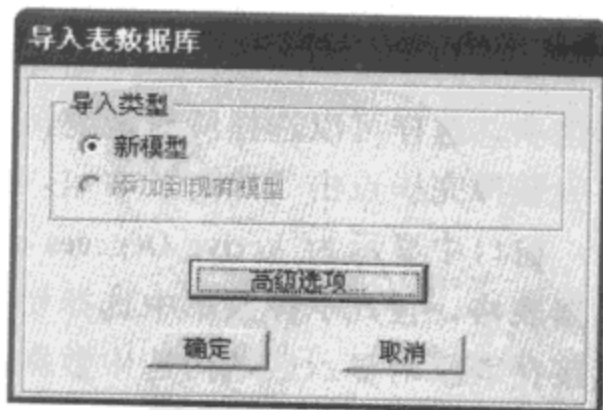 导入表数据库
导入类型
新模型
添加到现有模型
高级选项...
确定
取消